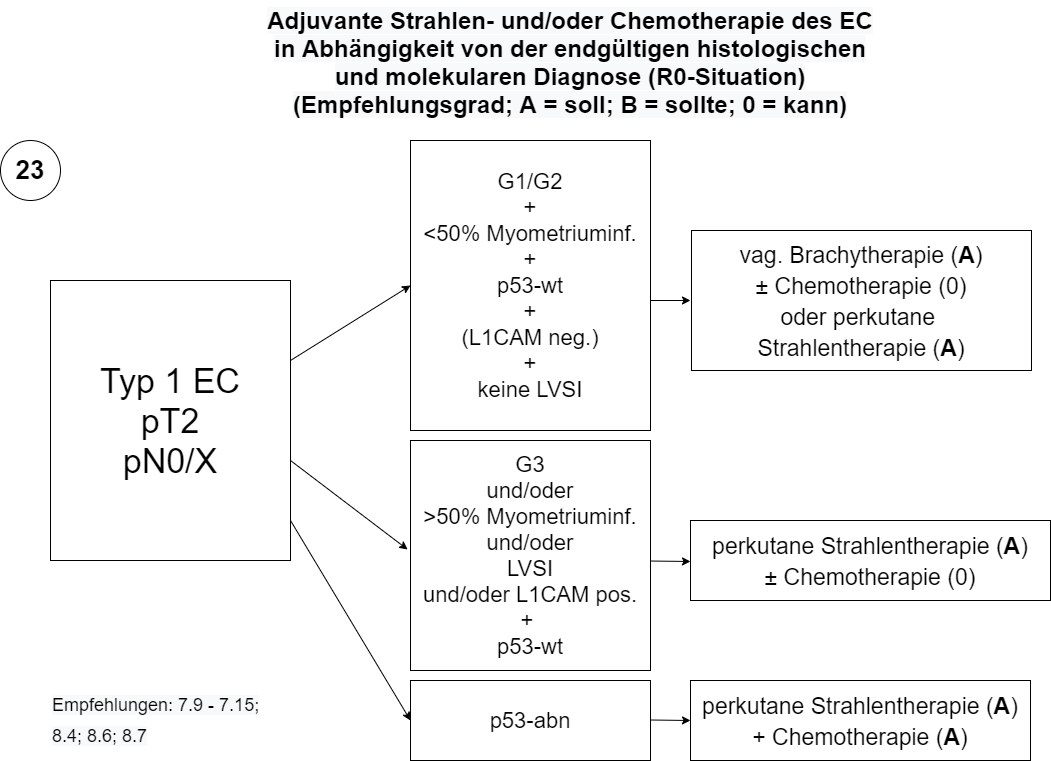 Adjuvante Strahlen- und/oder Chemotherapie des EC
in Abhängigkeit von der endgültigen histologischen
und molekularen Diagnose (R0-Situation)
(Empfehlungsgrad; A = soll; B = sollte; 0 = kann)
23
Typ 1 EC
pT2
pN0/X
G1/G2
+
<50% Myometriuminf.
+
p53-wt
+
(L1CAM neg.)
+
keine LVSI
vag. Brachytherapie (A)
± Chemotherapie (0)
oder perkutane
Strahlentherapie (A)
G3
und/oder
>50% Myometriuminf.
und/oder
LVSI
und/oder L1CAM pos.
+
p53-wt
perkutane Strahlentherapie (A)
± Chemotherapie (0)
p53-abn
perkutane Strahlentherapie (A)
+ Chemotherapie (A)
Empfehlungen: 7.9 - 7.15;
8.4; 8.6; 8.7